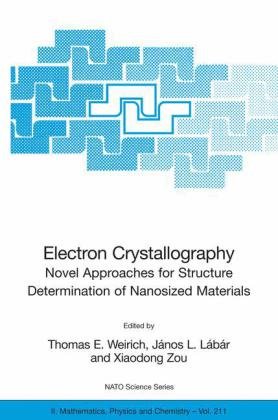 Electron Crystallography
Novel Approaches for Structure
Determination of Nanosized Materials
Edited by
Thomas E. Weirich, János L. Lábár
and Xiaodong Zou
NATO Science Series
II. Mathematics, Physics and Chemistry – Vol. 211